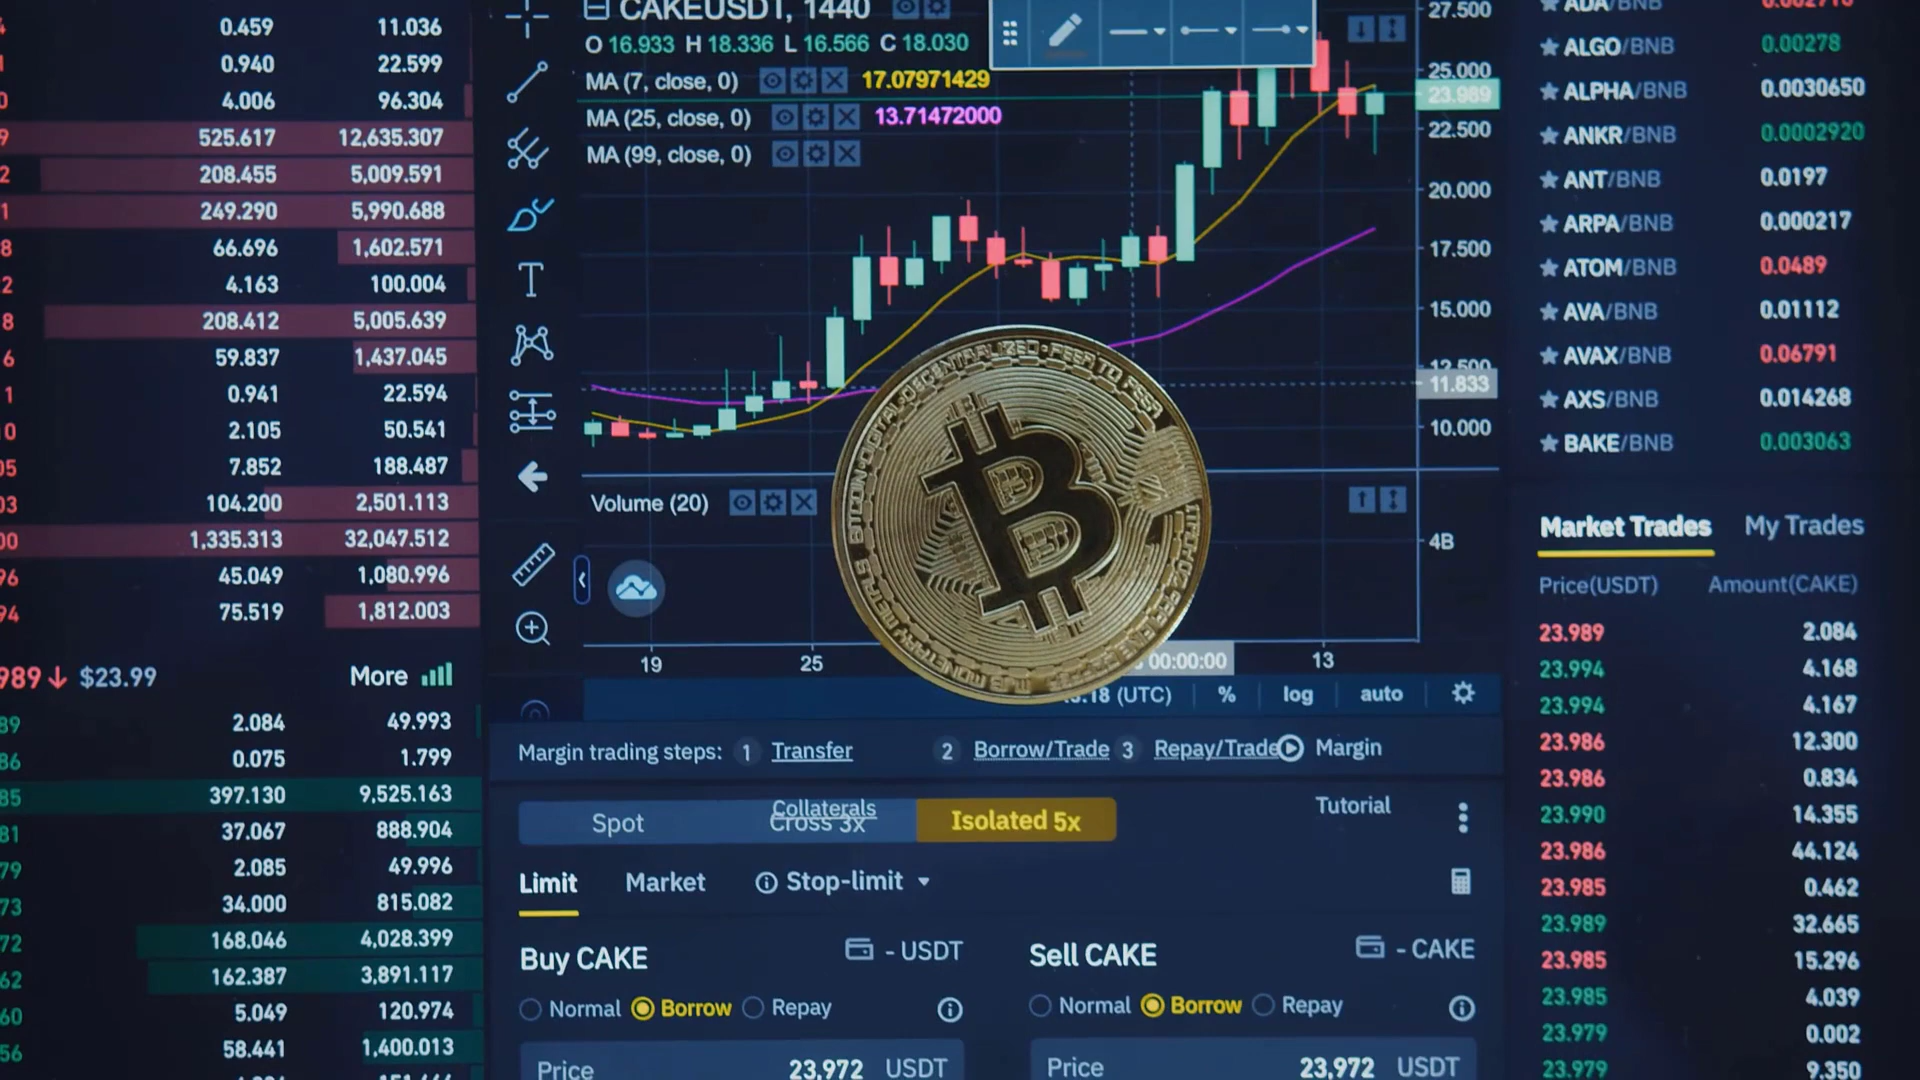 0.459 11.036
0.940 22.599
4.006 96.304
525.617 12,635.307
208.455 5,009.591
249.290 5,990.688
66.696 1,602.571
4.163 100.004
208.412 5,005.639
59.837 1,437.045
0.941 22.594
2.105 50.541
7.852 188.487
104.200 2,501.113
1,335.313 32,047.512
45.049 1,080.996
75.519 1,812.003
989 ↓ $23.99 More
2.084 49.993
0.075 1.799
397.130 9,525.163
37.067 888.904
2.085 49.996
34.000 815.082
168.046 4,028.399
162.387 3,891.117
5.049 120.974
58.441 1,400.013
CAKEUSDT, 1440
O 16.933 H 18.336 L 16.566 C 18.030
MA (7, close, 0) 17.07971429
MA (25, close, 0) 13.71472000
MA (99, close, 0)
27.500
25.000
23.989
22.500
20.000
17.500
15.000
12.500
11.833
10.000
Volume (20)
4B
19 25 00:00:00 13
(UTC) % log auto
BITCOIN DIGITAL DECENTRALIZED PEER TO PEER
Margin trading steps: 1 Transfer 2 Borrow/Trade 3 Repay/Trade Margin
Collaterals Tutorial
Spot Cross 3x Isolated 5x
Limit Market Stop-limit
Buy CAKE - USDT
Normal Borrow Repay
Price 23,972 USDT
Sell CAKE - CAKE
Normal Borrow Repay
Price 23,972 USDT
ADA/BNB
ALGO/BNB 0.00278
ALPHA/BNB 0.0030650
ANKR/BNB 0.0002920
ANT/BNB 0.0197
ARPA/BNB 0.000217
ATOM/BNB 0.0489
AVA/BNB 0.01112
AVAX/BNB 0.06791
AXS/BNB 0.014268
BAKE/BNB 0.003063
Market Trades My Trades
Price(USDT) Amount(CAKE)
23.989 2.084
23.994 4.168
23.994 4.167
23.986 12.300
23.986 0.834
23.990 14.355
23.986 44.124
23.985 0.462
23.989 32.665
23.985 15.296
23.985 4.039
23.979 0.002
23.979 9.350